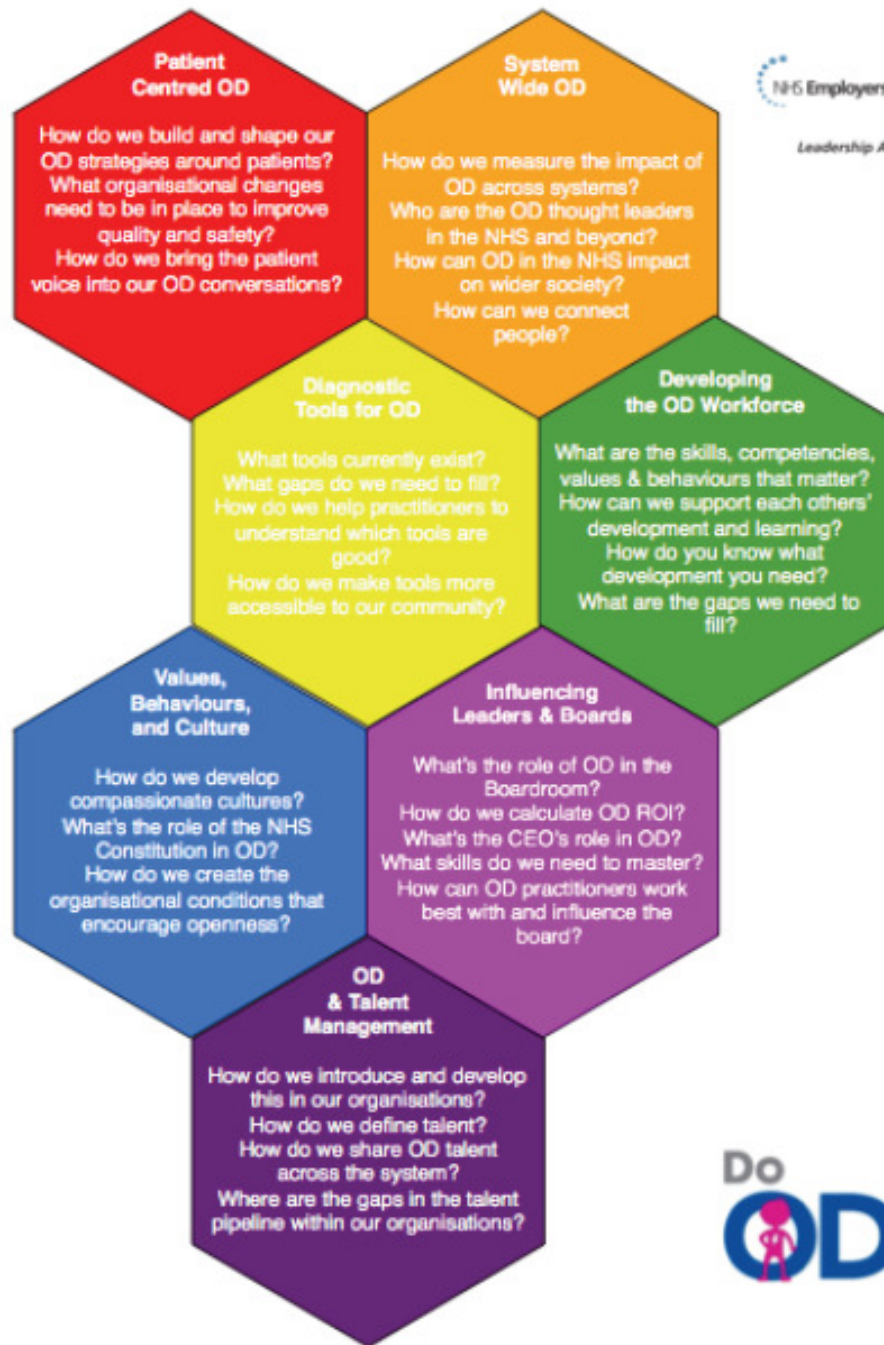 Patient
Centred OD
How do we build and shape our
OD strategies around patients?
What organisational changes
need to be in place to improve
quality and safety?
How do we bring the patient
voice into our OD conversations?
System
Wide OD
How do we measure the impact of
OD across systems?
Who are the OD thought leaders
in the NHS and beyond?
How can OD in the NHS impact
on wider society?
How can we connect
people?
NHS Employers
Leadership A
Diagnostic
Tools for OD
What tools currently exist?
What gaps do we need to fill?
How do we help practitioners to
understand which tools are
good?
How do we make tools more
accessible to our community?
Developing
the OD Workforce
What are the skills, competencies,
values & behaviours that matter?
How can we support each others'
development and learning?
How do you know what
development you need?
What are the gaps we need to
fill?
Values,
Behaviours,
and Culture
How do we develop
compassionate cultures?
What's the role of the NHS
Constitution in OD?
How do we create the
organisational conditions that
encourage openness?
Influencing
Leaders & Boards
What's the role of OD in the
Boardroom?
How do we calculate OD ROI?
What's the CEO's role in OD?
What skills do we need to master?
How can OD practitioners work
best with and influence the
board?
OD
& Talent
Management
How do we introduce and develop
this in our organisations?
How do we define talent?
How do we share OD talent
across the system?
Where are the gaps in the talent
pipeline within our organisations?
Do
OD